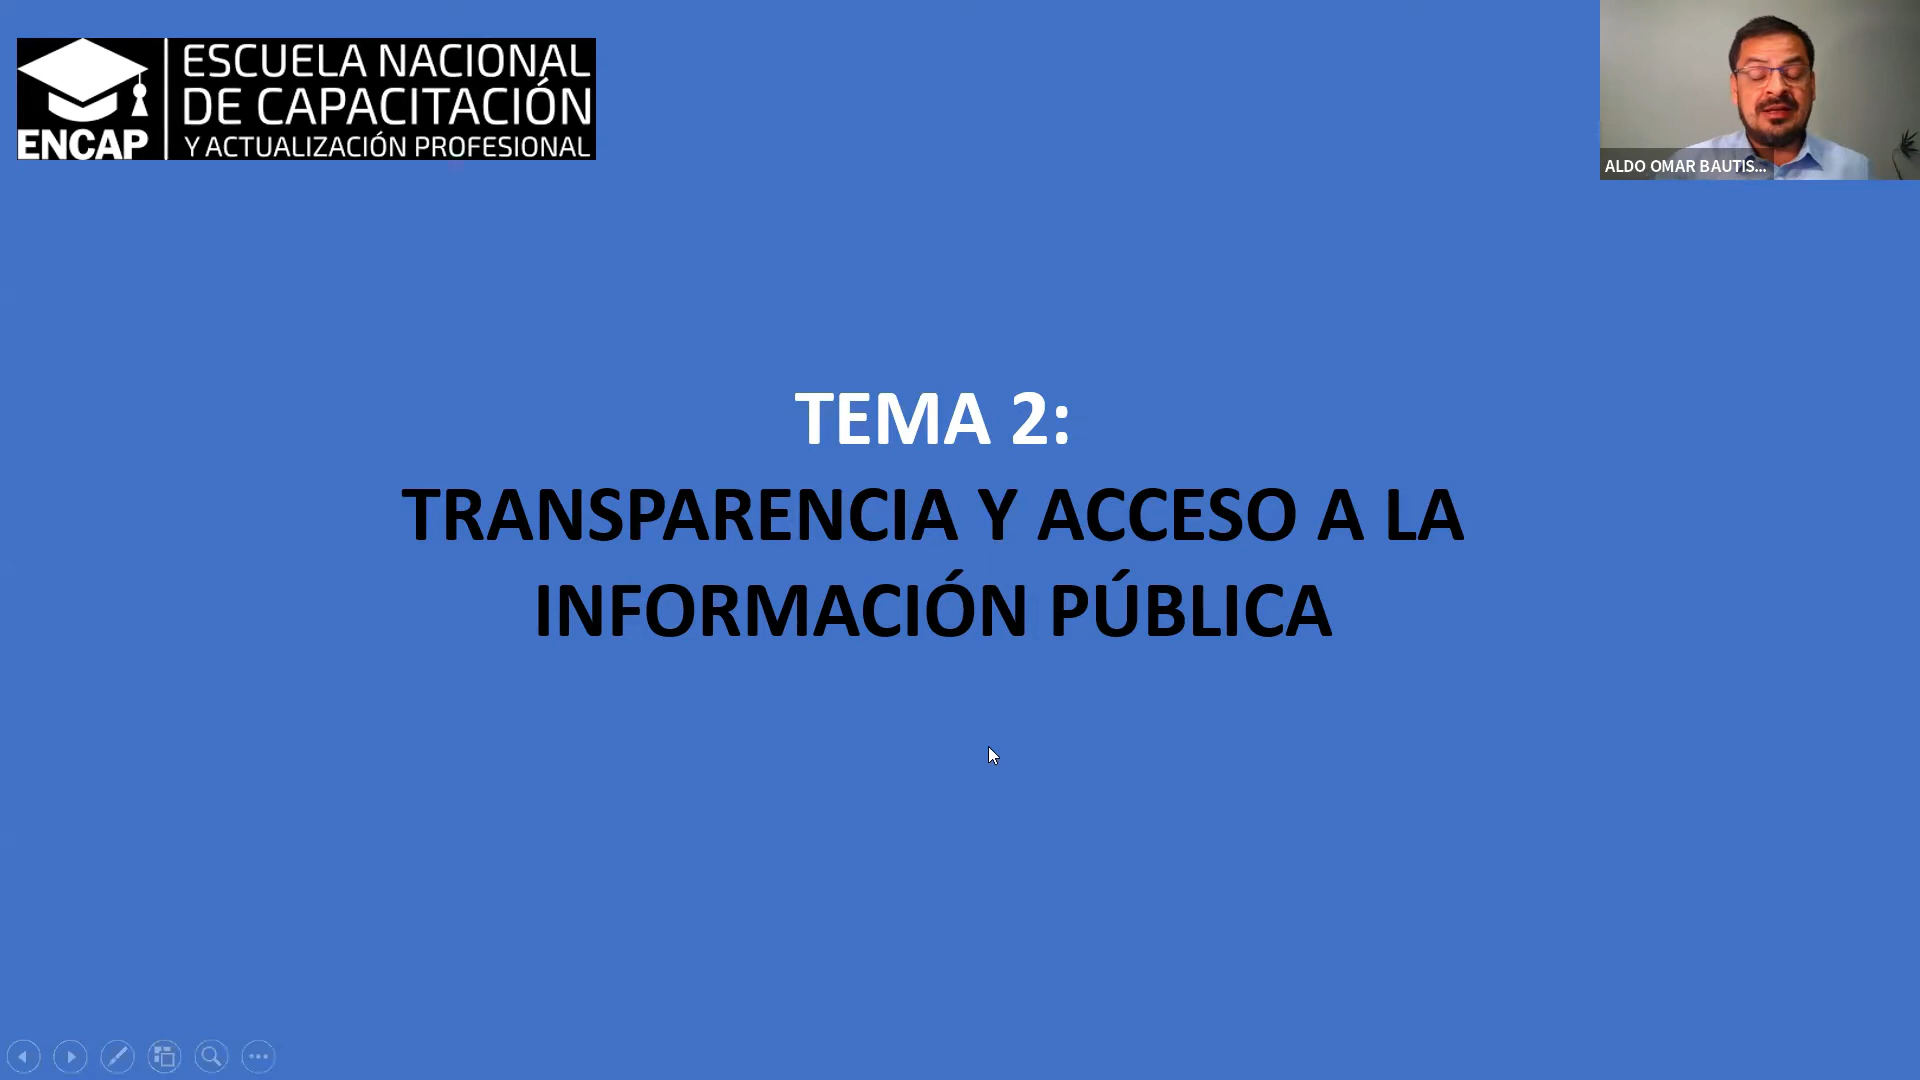 ESCUELA NACIONAL
DE CAPACITACIÓN
Y ACTUALIZACIÓN PROFESIONAL
ENCAP
ALDO OMAR BAUTIS...
TEMA 2:
TRANSPARENCIA Y ACCESO A LA
INFORMACIÓN PÚBLICA